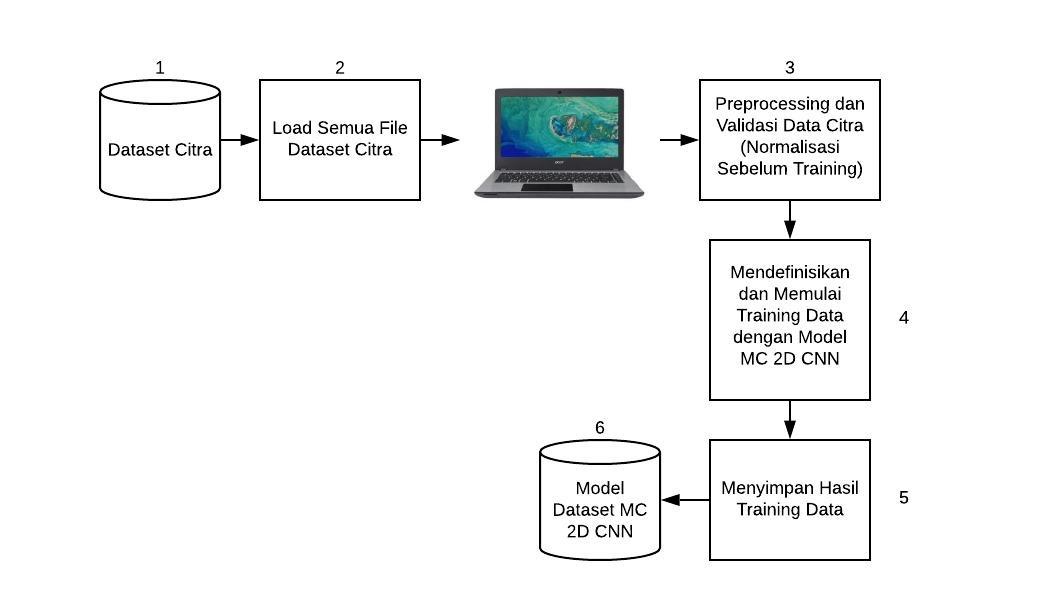 1
Dataset Citra
2
Load Semua File
Dataset Citra
acer
3
Preprocessing dan
Validasi Data Citra
(Normalisasi
Sebelum Training)
Mendefinisikan
dan Memulai
Training Data
dengan Model
MC 2D CNN
4
Menyimpan Hasil
Training Data
5
6
Model
Dataset MC
2D CNN